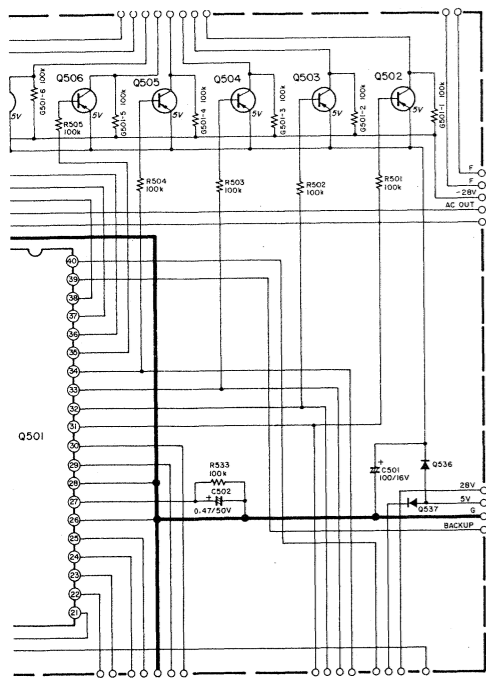 Q506
Q505
Q504
Q503
Q502
G501-6 100k
G501-5 100k
G501-4 100k
G501-3 100k
G501-2 100k
G501-1 100k
5V
5V
5V
5V
5V
5V
R505
100k
R504
100k
R503
100k
R502
100k
R501
100k
F
F
-28V
AC OUT
40
39
38
37
36
35
34
33
32
31
30
29
28
27
26
25
24
23
22
21
Q501
R533
100k
+
C502
0.47/50V
+
C501
100/16V
Q536
Q537
28V
5V
G
BACKUP